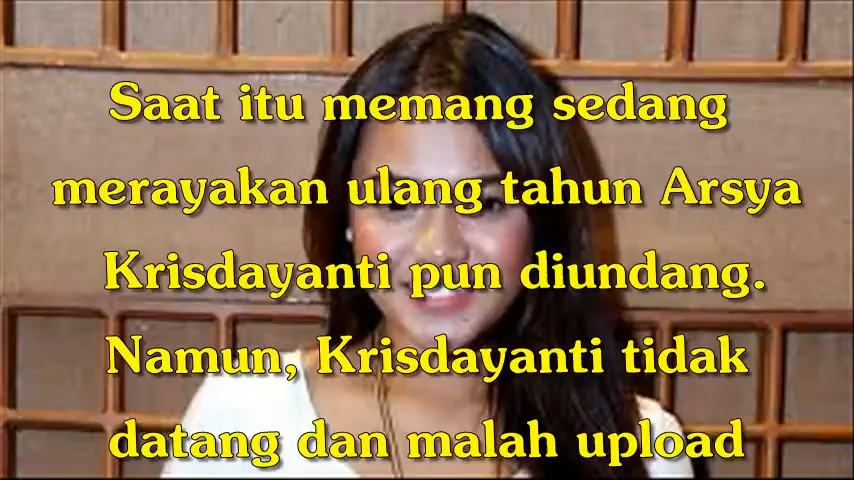 Saat itu memang sedang
merayakan ulang tahun Arsya
Krisdayanti pun diundang.
Namun, Krisdayanti tidak
datang dan malah upload